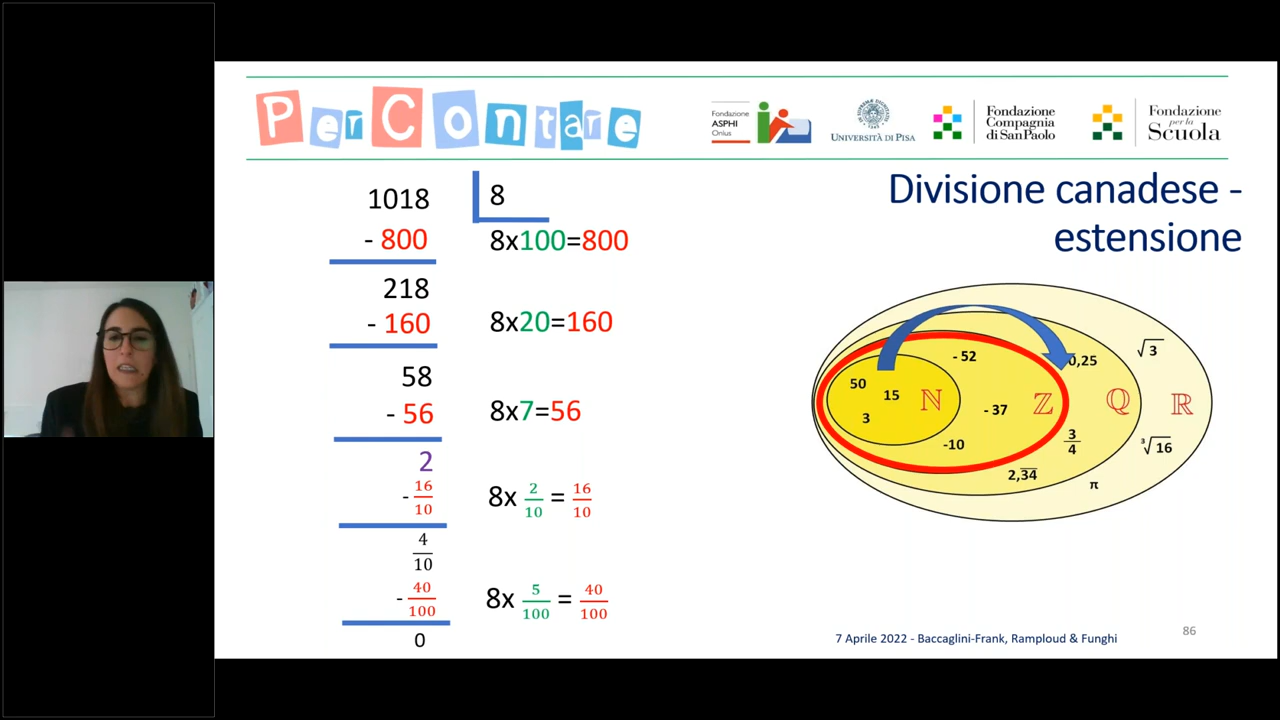 PerContare
Fondazione
ASPHI
Onlus
UNIVERSITÀ DI PISA
Fondazione
Compagnia
di San Paolo
Fondazione
per la
Scuola
Divisione canadese -
estensione
1018 8
- 800 8x100=800
218
- 160 8x20=160
58
- 56 8x7=56
2
- 16/10 8x 2/10 = 16/10
4/10
- 40/100 8x 5/100 = 40/100
0
50
15
3
ℕ
- 52
- 37
-10
ℤ
0,25
3/4
2,3̅4̅
ℚ
√3
ℝ
³√16
π
7 Aprile 2022 - Baccaglini-Frank, Ramploud & Funghi
86